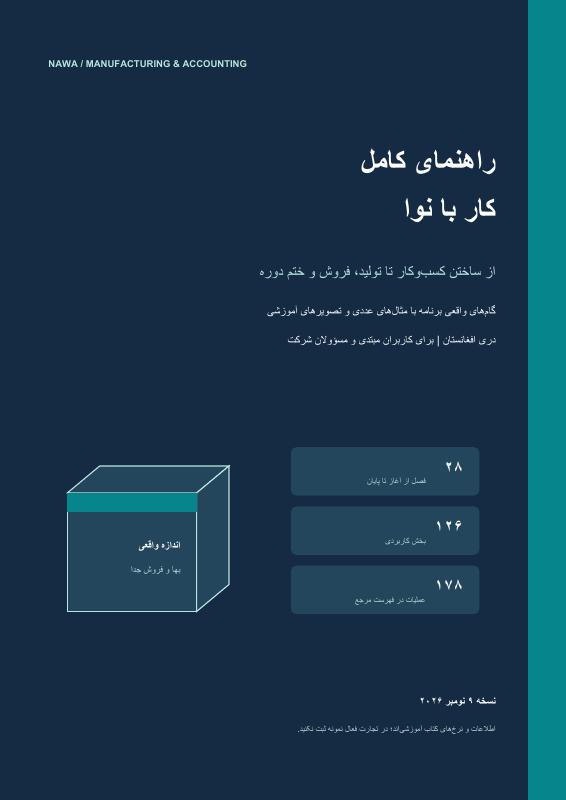 NAWA / MANUFACTURING & ACCOUNTING
راهنمای کامل
کار با نوا
از ساختن کسب‌وکار تا تولید، فروش و ختم دوره
گام‌های واقعی برنامه با مثال‌های عددی و تصویرهای آموزشی
دری افغانستان | برای کاربران مبتدی و مسؤولان شرکت
۲۸
فصل از آغاز تا پایان
۱۲۶
بخش کاربردی
۱۷۸
عملیات در فهرست مرجع
اندازه واقعی
بها و فروش جدا
نسخه ۹ نومبر ۲۰۲۶
اطلاعات و نرخ‌های کتاب آموزشی‌اند؛ در تجارت فعال نمونه ثبت نکنید.